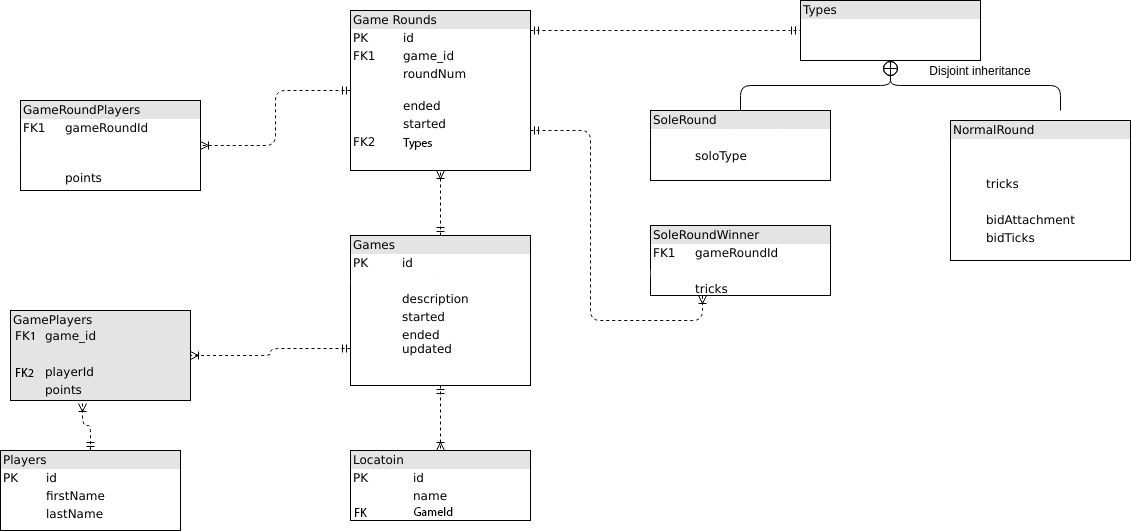 Game Rounds
PK id
FK1 game_id
roundNum
ended
started
FK2 Types
Types
Disjoint inheritance
GameRoundPlayers
FK1 gameRoundId
points
SoleRound
soloType
NormalRound
tricks
bidAttachment
bidTicks
SoleRoundWinner
FK1 gameRoundId
tricks
Games
PK id
description
started
ended
updated
GamePlayers
FK1 game_id
FK2 playerId
points
Players
PK id
firstName
lastName
Locatoin
PK id
name
FK GameId